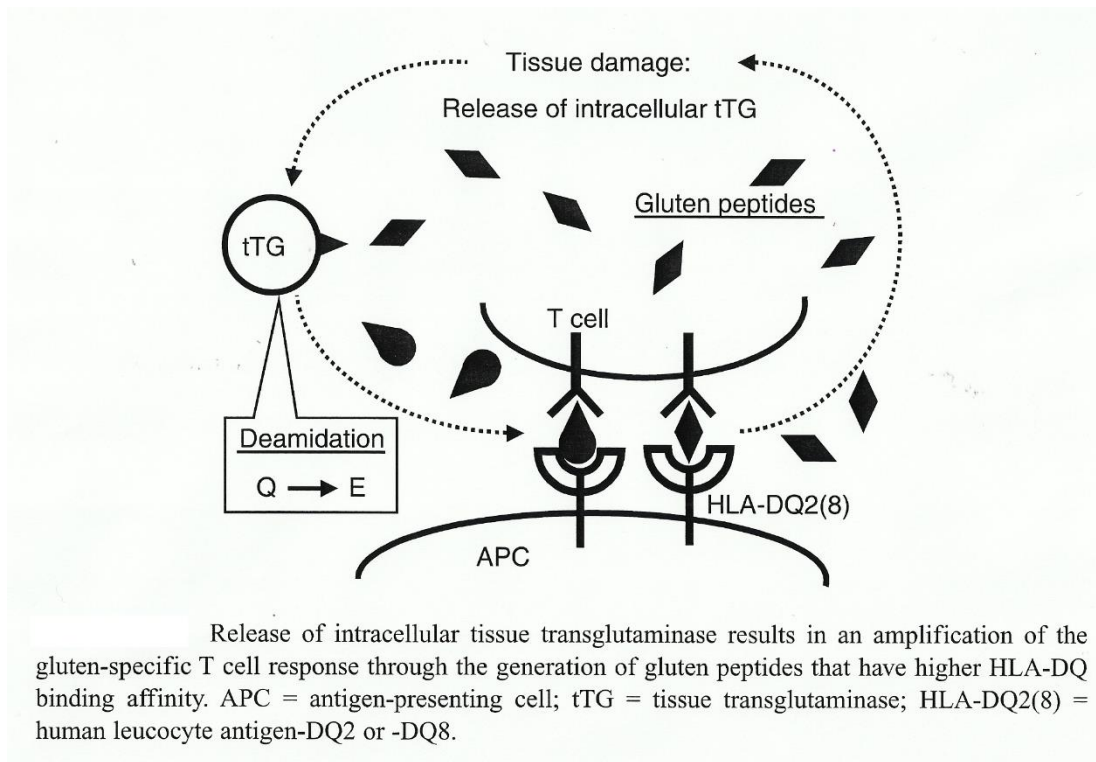 Tissue damage:
Release of intracellular tTG
Gluten peptides
tTG
T cell
Deamidation
Q → E
HLA-DQ2(8)
APC
Release of intracellular tissue transglutaminase results in an amplification of the
gluten-specific T cell response through the generation of gluten peptides that have higher HLA-DQ
binding affinity. APC = antigen-presenting cell; tTG = tissue transglutaminase; HLA-DQ2(8) =
human leucocyte antigen-DQ2 or -DQ8.